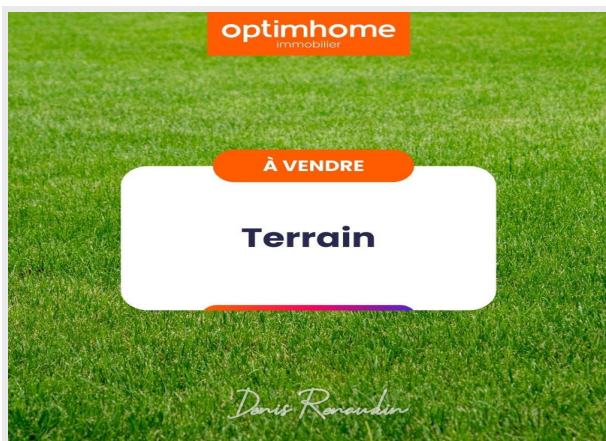 optimhome
immobilier
À VENDRE
Terrain
Denis Renaudin